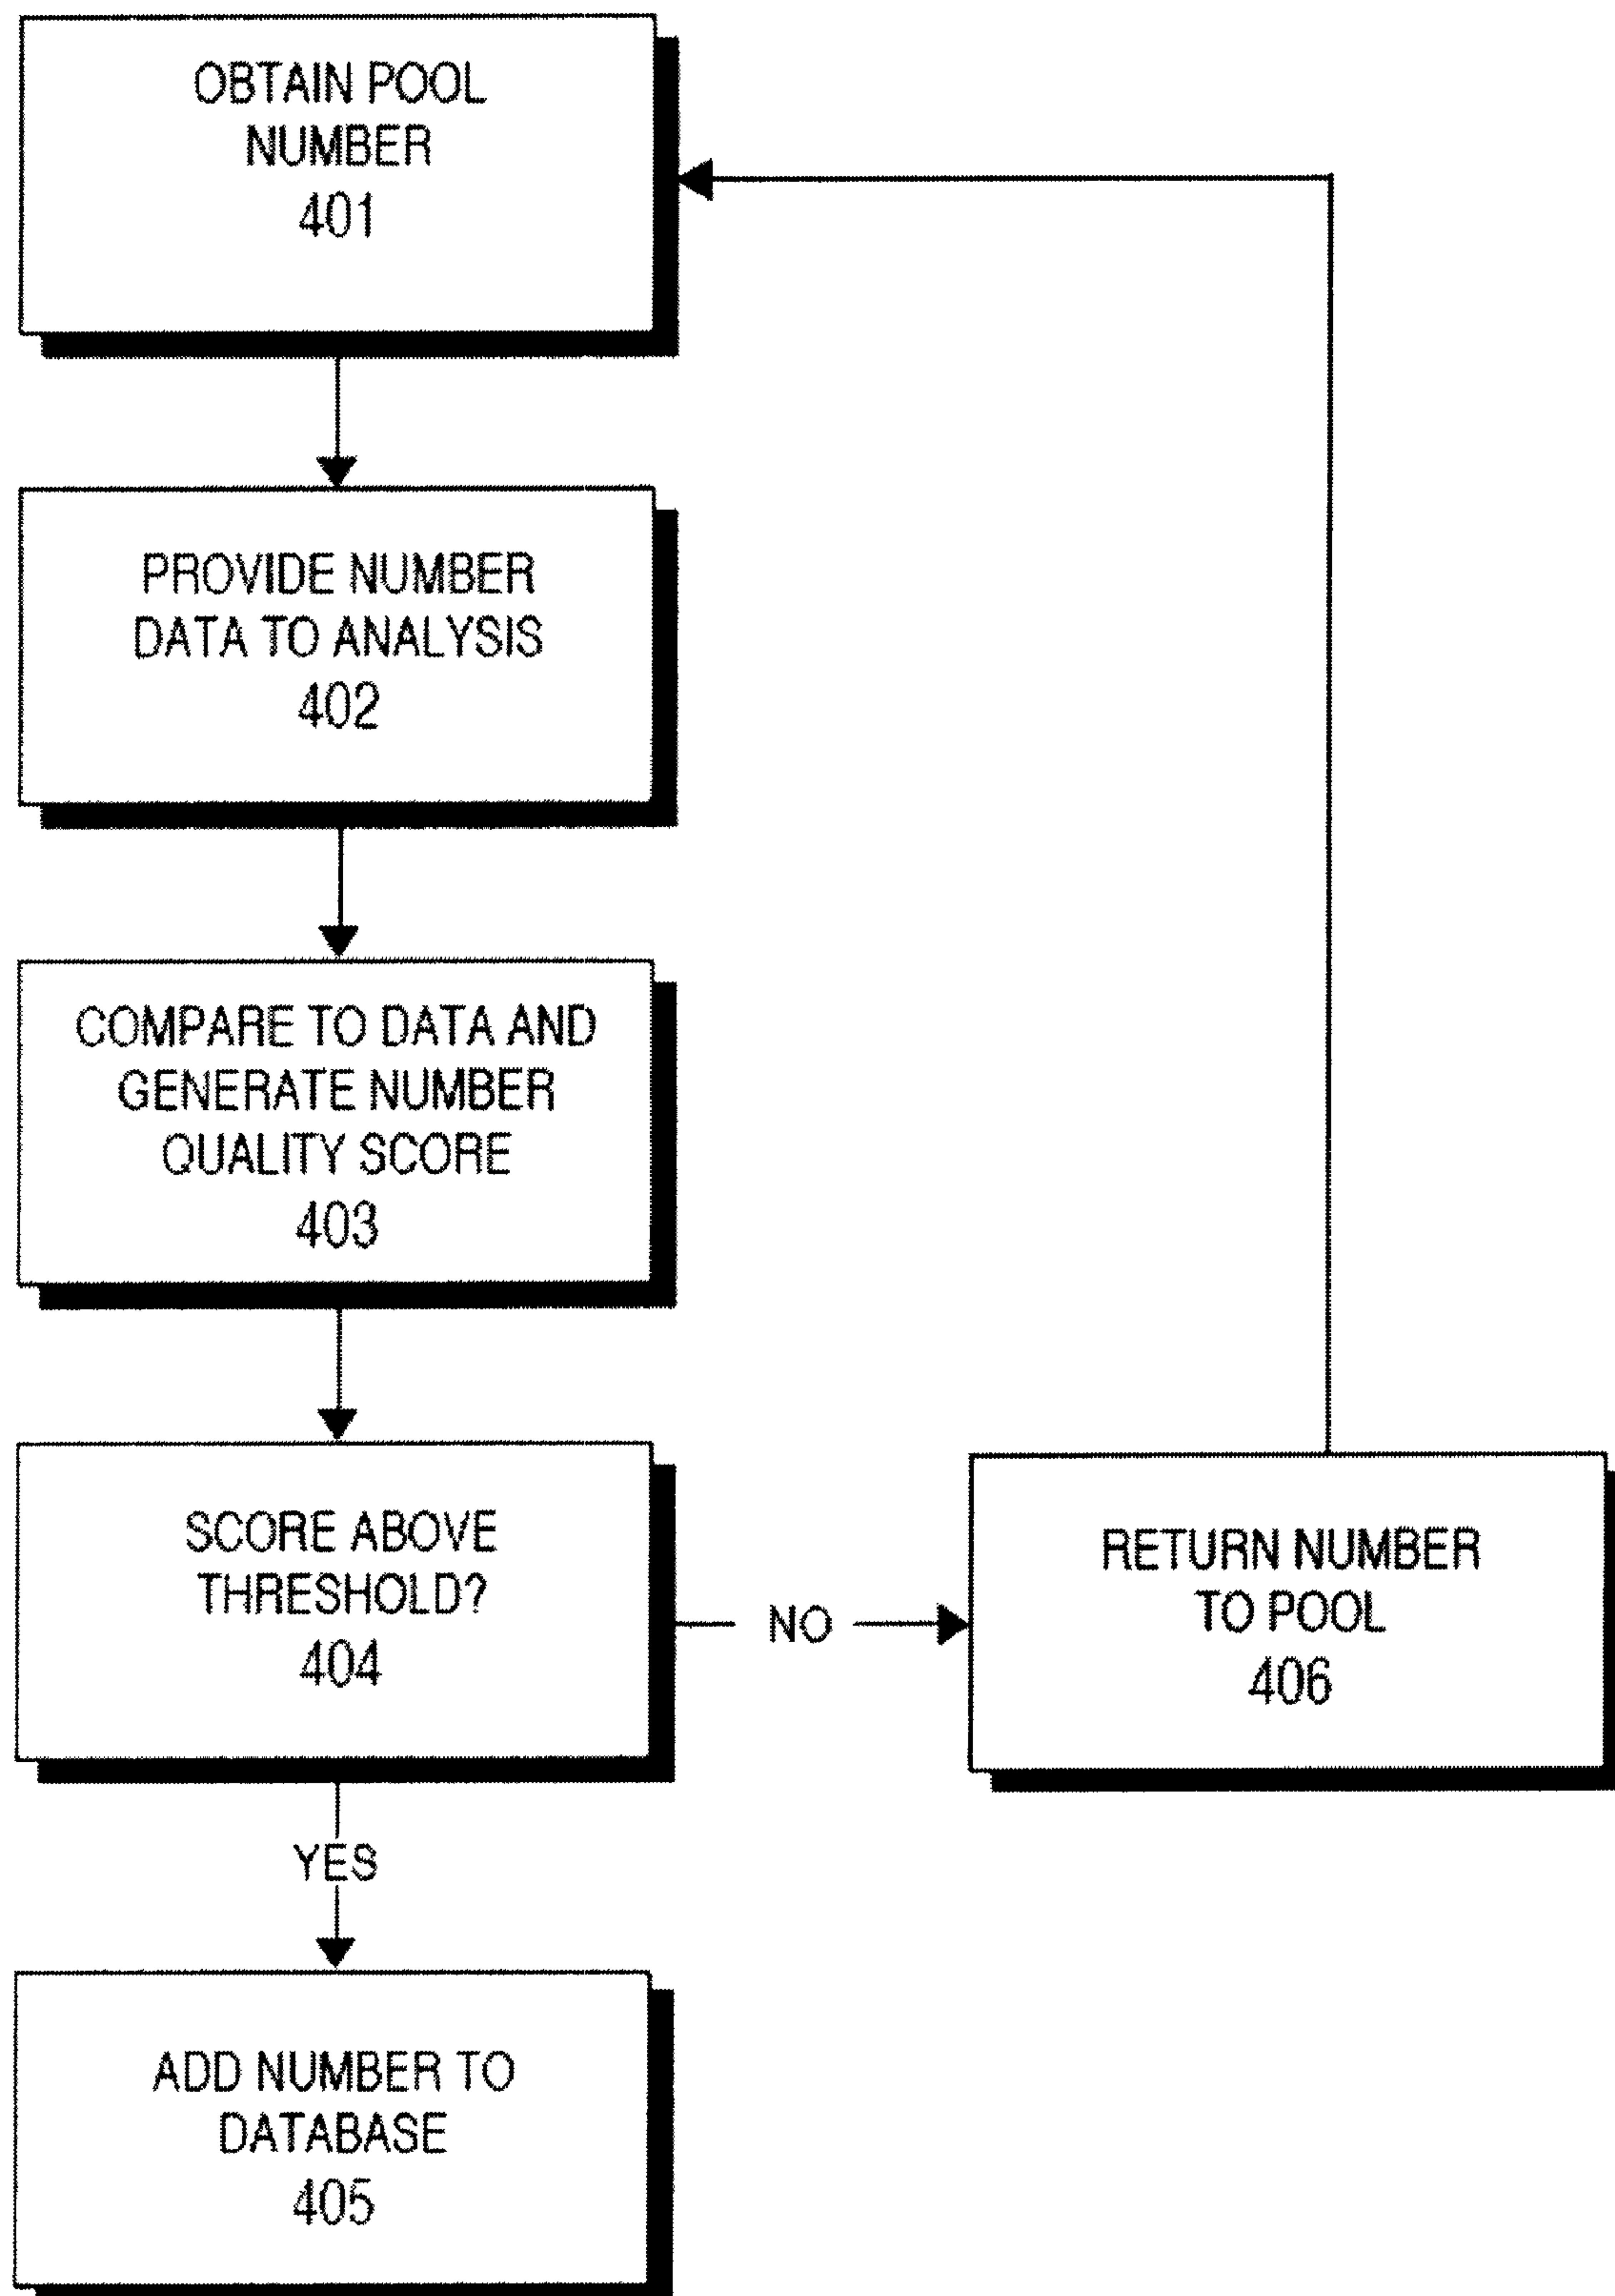 OBTAIN POOL
NUMBER
401
PROVIDE NUMBER
DATA TO ANALYSIS
402
COMPARE TO DATA AND
GENERATE NUMBER
QUALITY SCORE
403
SCORE ABOVE
THRESHOLD?
404
NO
RETURN NUMBER
TO POOL
406
YES
ADD NUMBER TO
DATABASE
405